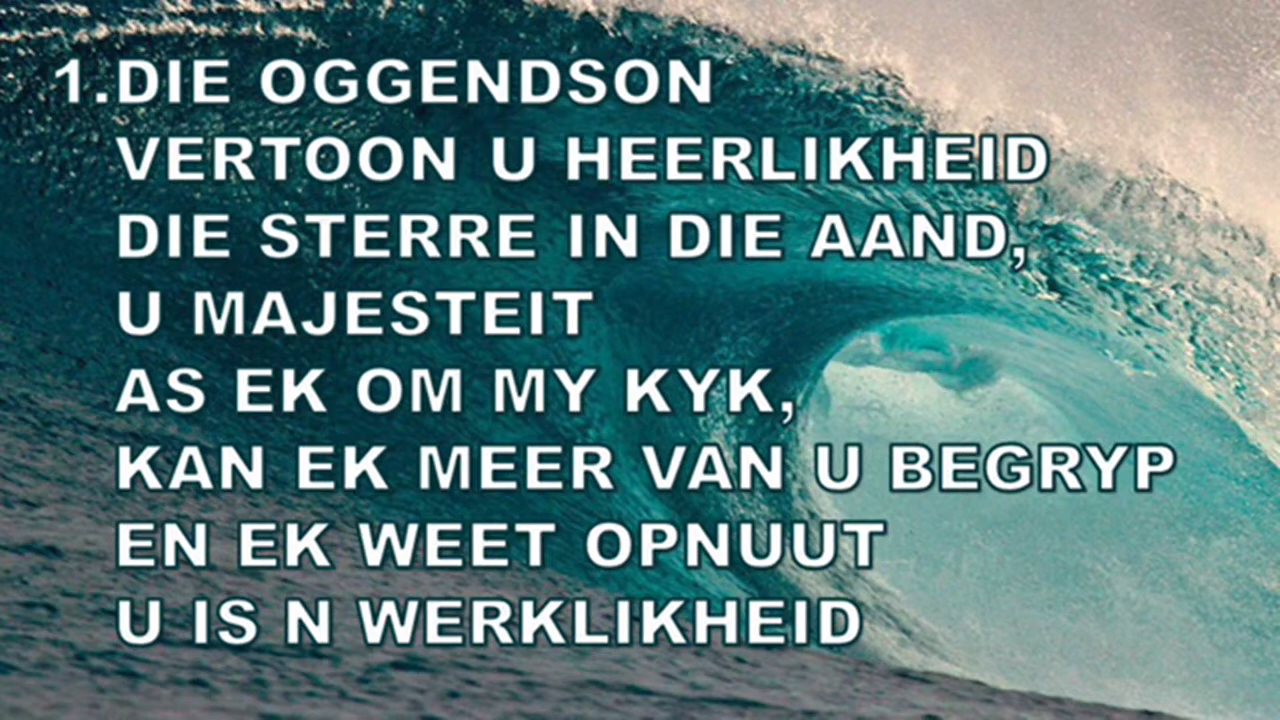 1.DIE OGGENDSON
VERTOON U HEERLIKHEID
DIE STERRE IN DIE AAND,
U MAJESTEIT
AS EK OM MY KYK,
KAN EK MEER VAN U BEGRYP
EN EK WEET OPNUUT
U IS N WERKLIKHEID